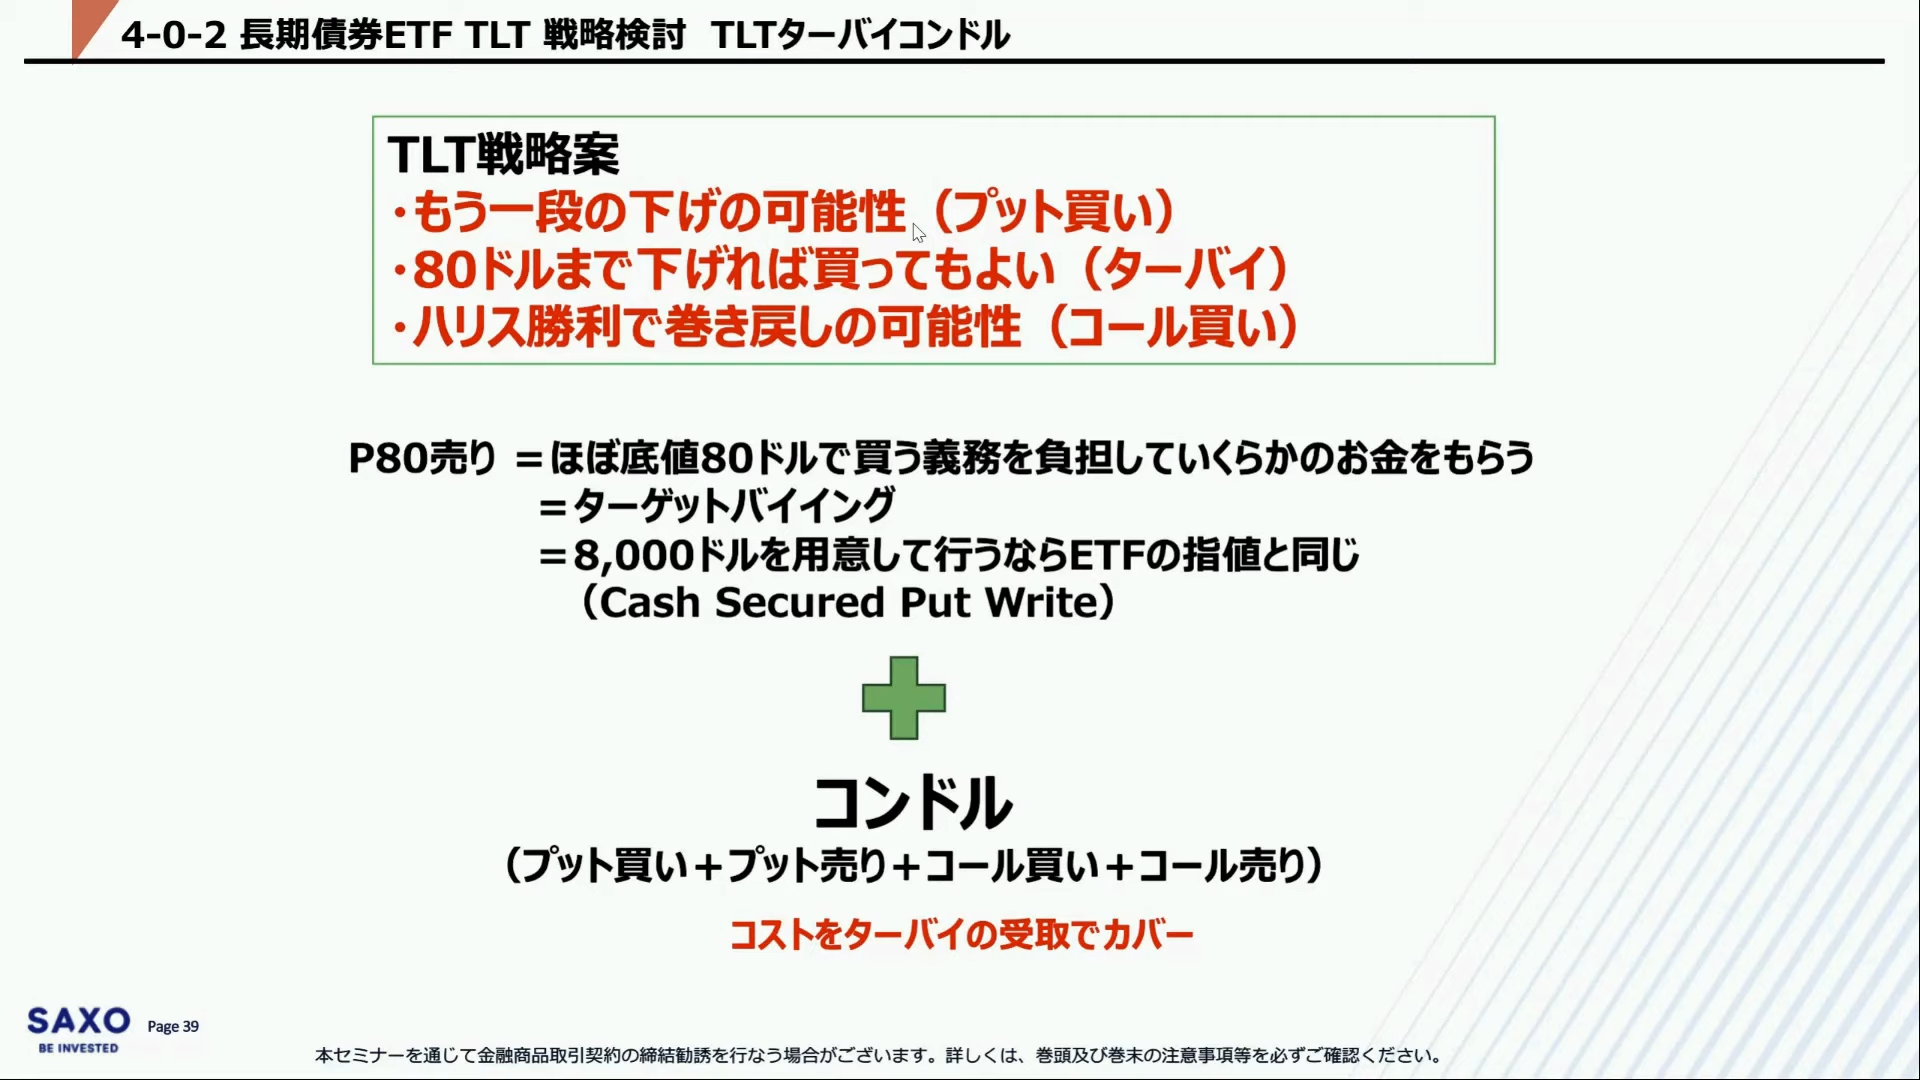 4-0-2 長期債券ETF TLT 戦略検討 TLTターバイコンドル
TLT戦略案
・もう一段の下げの可能性（プット買い）
・80ドルまで下げれば買ってもよい（ターバイ）
・ハリス勝利で巻き戻しの可能性（コール買い）
P80売り ＝ほぼ底値80ドルで買う義務を負担していくらかのお金をもらう
＝ターゲットバイイング
＝8,000ドルを用意して行うならETFの指値と同じ
（Cash Secured Put Write）
コンドル
（プット買い＋プット売り＋コール買い＋コール売り）
コストをターバイの受取でカバー
SAXO
BE INVESTED
Page 39
本セミナーを通じて金融商品取引契約の締結勧誘を行なう場合がございます。詳しくは、巻頭及び巻末の注意事項等を必ずご確認ください。